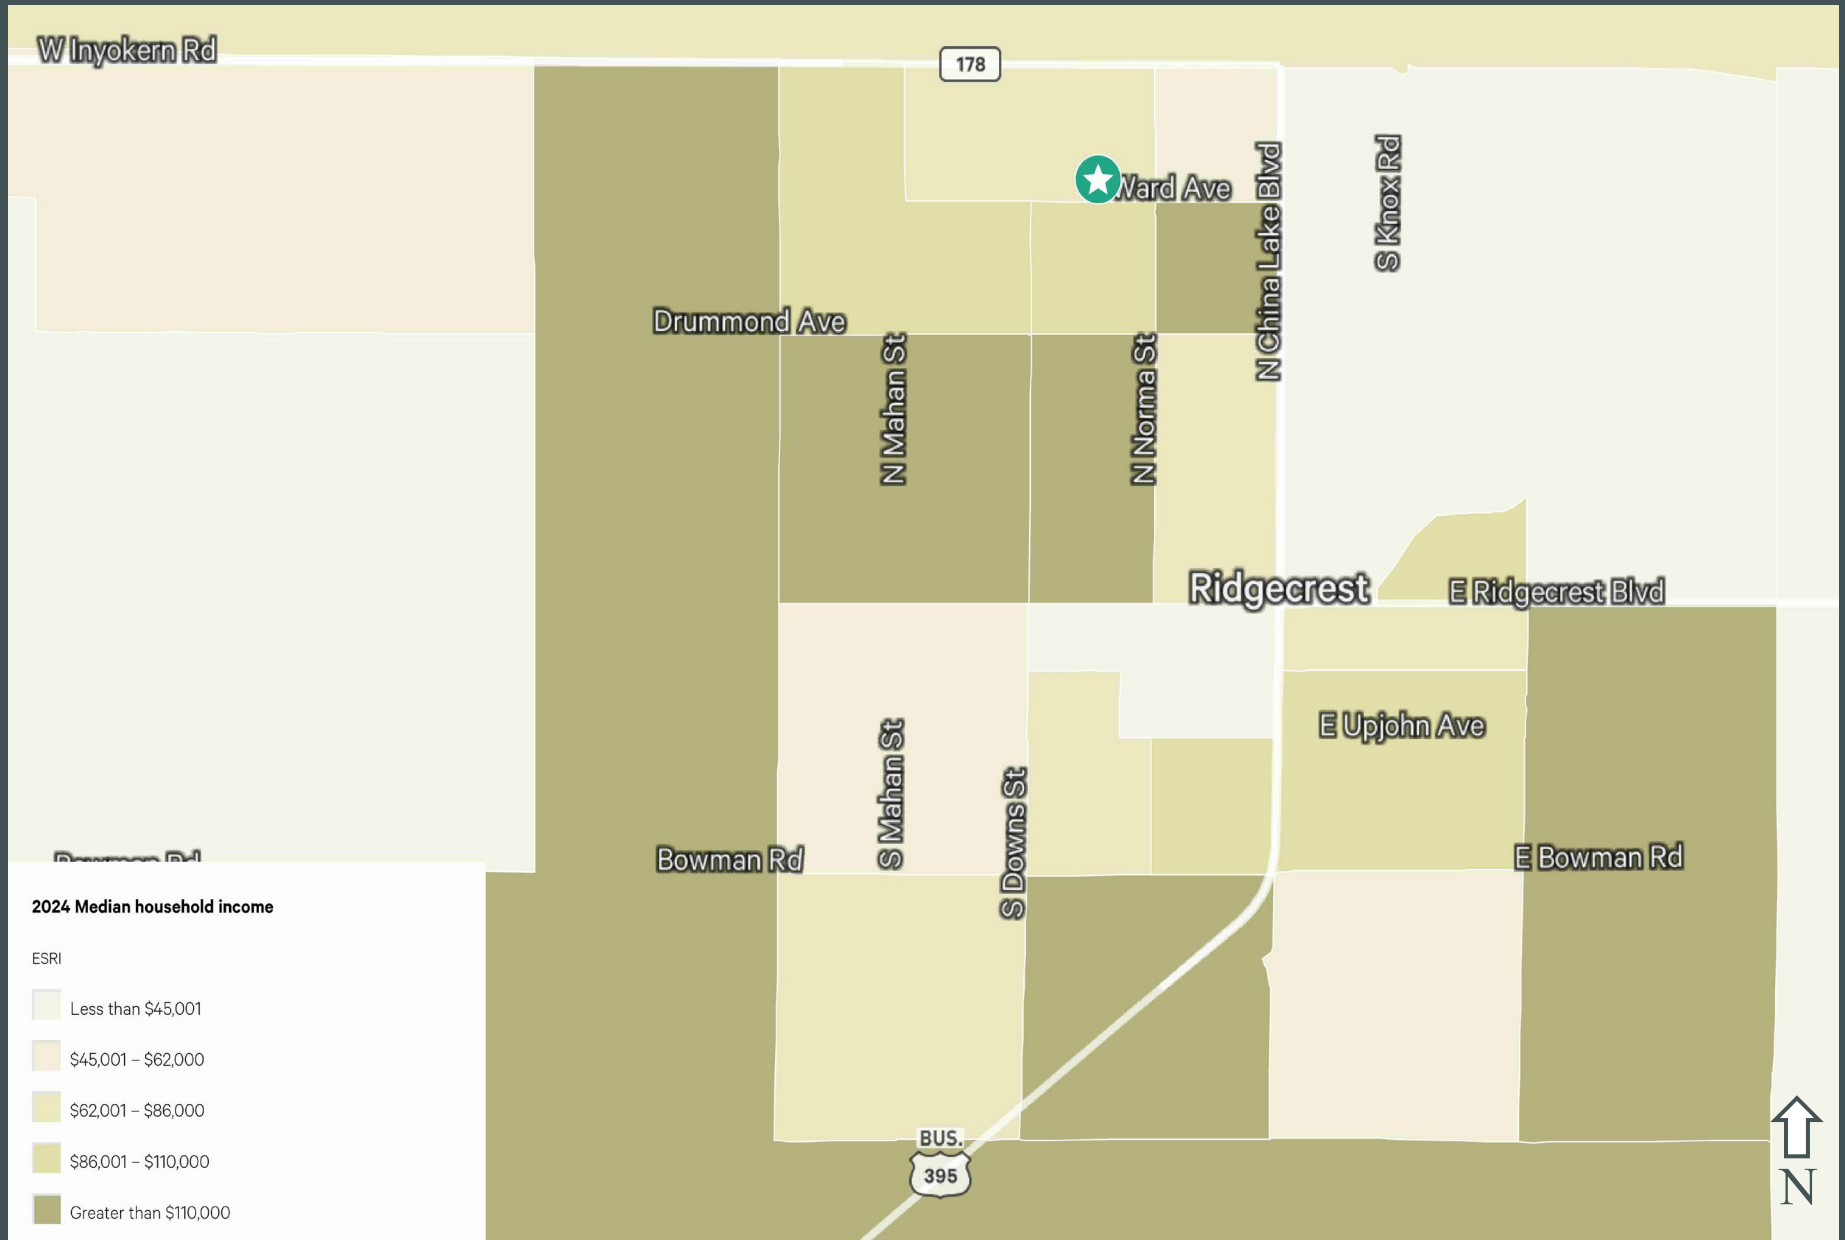 W Inyokern Rd
178
Ward Ave
N China Lake Blvd
S Knox Rd
Drummond Ave
N Mahan St
N Norma St
Ridgecrest
E Ridgecrest Blvd
E Upjohn Ave
S Mahan St
S Downs St
Bowman Rd
Bowman Rd
E Bowman Rd
2024 Median household income
ESRI
Less than $45,001
$45,001 – $62,000
$62,001 – $86,000
$86,001 – $110,000
Greater than $110,000
BUS.
395
N